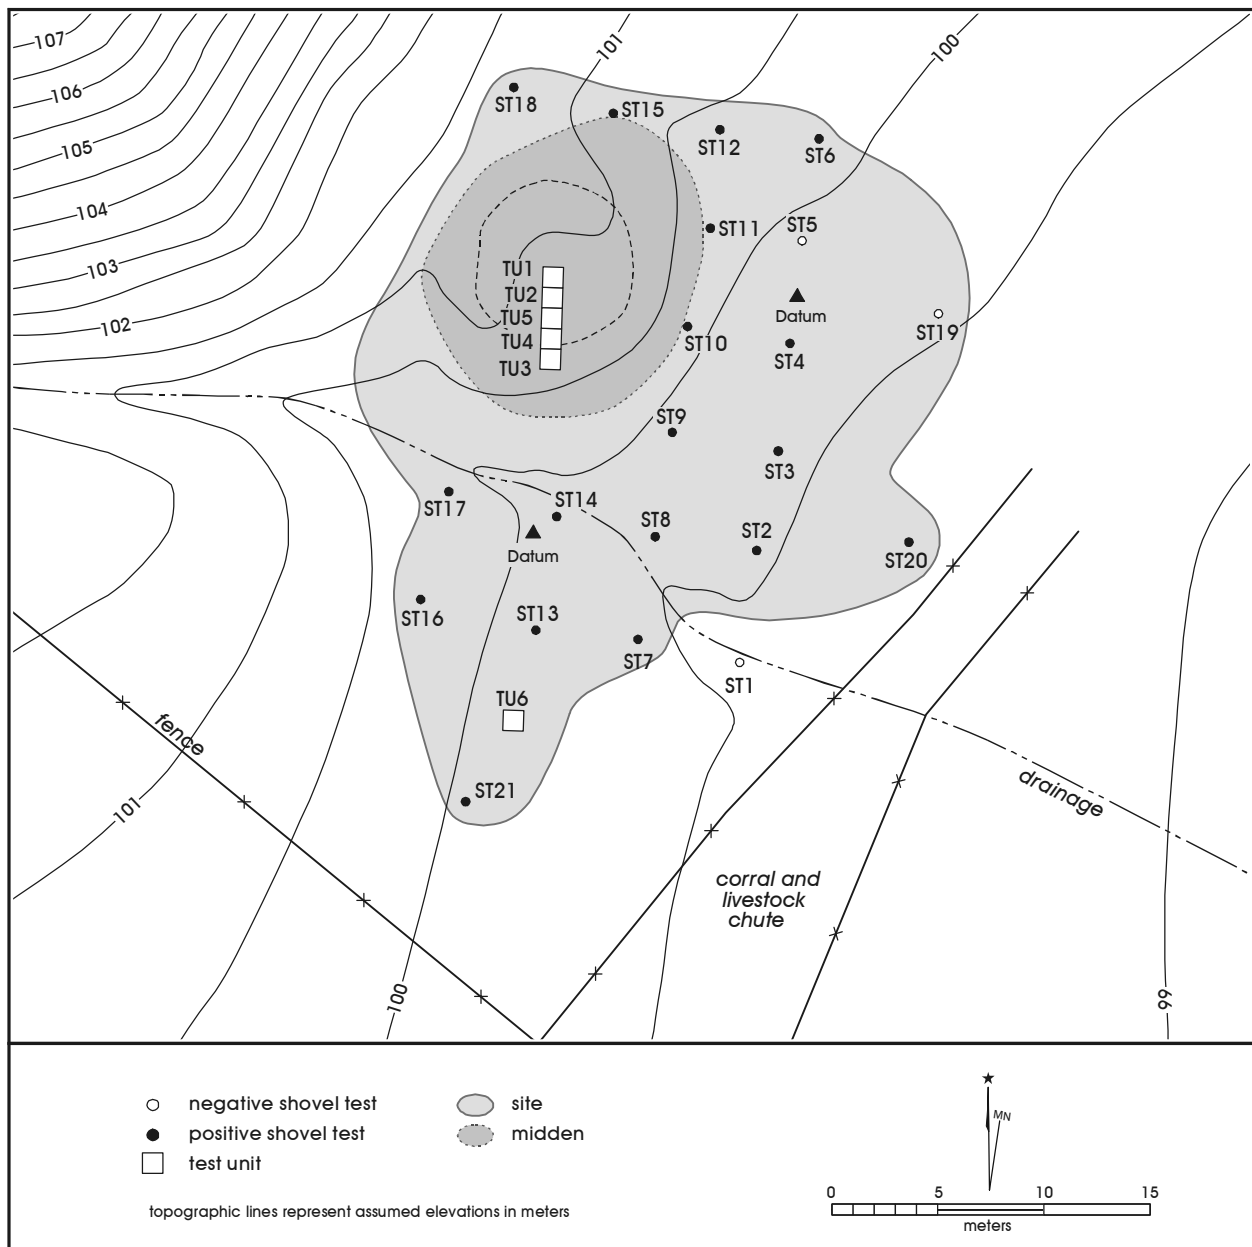 107
106
105
104
103
102
101
100
ST18
ST15
ST12
ST6
ST11
ST5
TU1
TU2
TU5
TU4
TU3
Datum
ST19
ST10
ST4
ST9
ST3
ST17
ST14
ST8
ST2
Datum
ST20
ST16
ST13
ST7
ST1
TU6
fence
ST21
101
drainage
corral and
livestock
chute
100
99
negative shovel test
positive shovel test
test unit
site
midden
topographic lines represent assumed elevations in meters
MN
0 5 10 15
meters